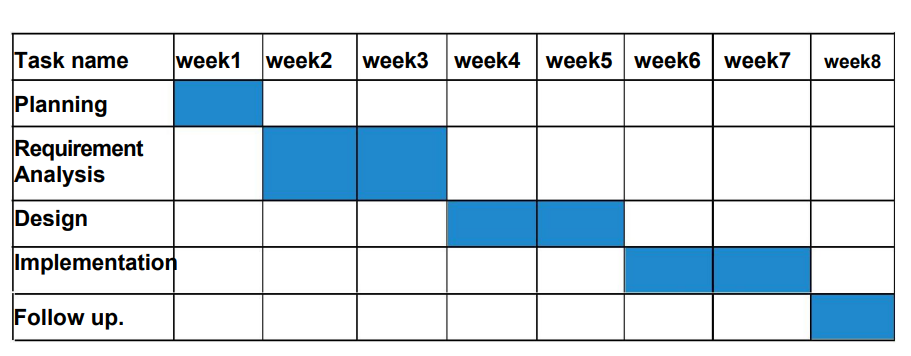 Task name week1 week2 week3 week4 week5 week6 week7 week8
Planning
Requirement
Analysis
Design
Implementation
Follow up.